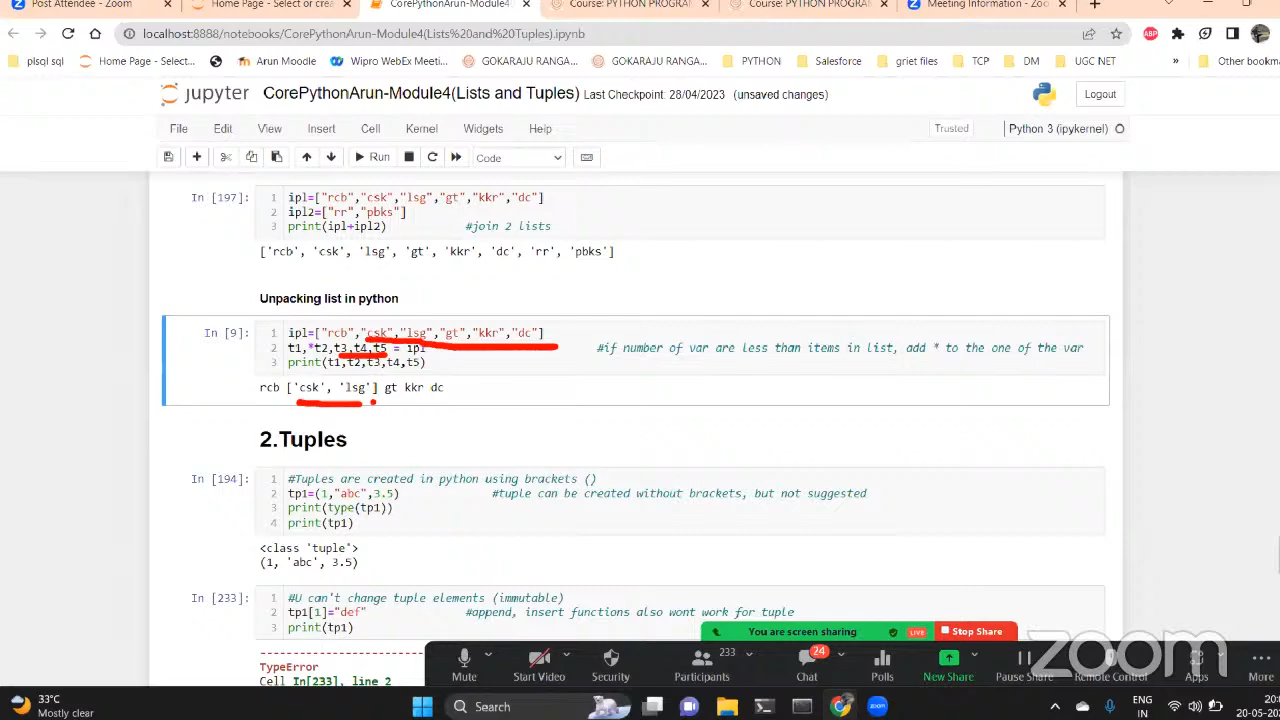 Post Attendee - Zoom
Home Page - Select or crea
CorePythonArun-Module4
Course: PYTHON PROGRAM
Course: PYTHON PROGRAM
Meeting Information - Zoo
localhost:8888/notebooks/CorePythonArun-Module4(Lists%20and%20Tuples).ipynb
plsql sql
Home Page - Select...
Arun Moodle
Wipro WebEx Meeti...
GOKARAJU RANGA...
GOKARAJU RANGA...
PYTHON
Salesforce
griet files
TCP
DM
UGC NET
»
Other bookma
jupyter CorePythonArun-Module4(Lists and Tuples) Last Checkpoint: 28/04/2023 (unsaved changes)
Logout
File Edit View Insert Cell Kernel Widgets Help
Trusted
Python 3 (ipykernel)
Run
Code
In [197]:
1 ipl=["rcb","csk","lsg","gt","kkr","dc"]
2 ipl2=["rr","pbks"]
3 print(ipl+ipl2) #join 2 lists
['rcb', 'csk', 'lsg', 'gt', 'kkr', 'dc', 'rr', 'pbks']
Unpacking list in python
In [9]:
1 ipl=["rcb","csk","lsg","gt","kkr","dc"]
2 t1,*t2,t3,t4,t5 = ipl #if number of var are less than items in list, add * to the one of the var
3 print(t1,t2,t3,t4,t5)
rcb ['csk', 'lsg'] gt kkr dc
2.Tuples
In [194]:
1 #Tuples are created in python using brackets ()
2 tp1=(1,"abc",3.5) #tuple can be created without brackets, but not suggested
3 print(type(tp1))
4 print(tp1)
<class 'tuple'>
(1, 'abc', 3.5)
In [233]:
1 #U can't change tuple elements (immutable)
2 tp1[1]="def" #append, insert functions also wont work for tuple
3 print(tp1)
TypeError
Cell In[233], line 2
You are screen sharing
LIVE
Stop Share
Mute
Start Video
Security
233
Participants
24
Chat
Polls
New Share
Pause Share
Remote Control
Apps
More
zoom
33°C
Mostly clear
Search
zoom
ENG
IN
20-05-202